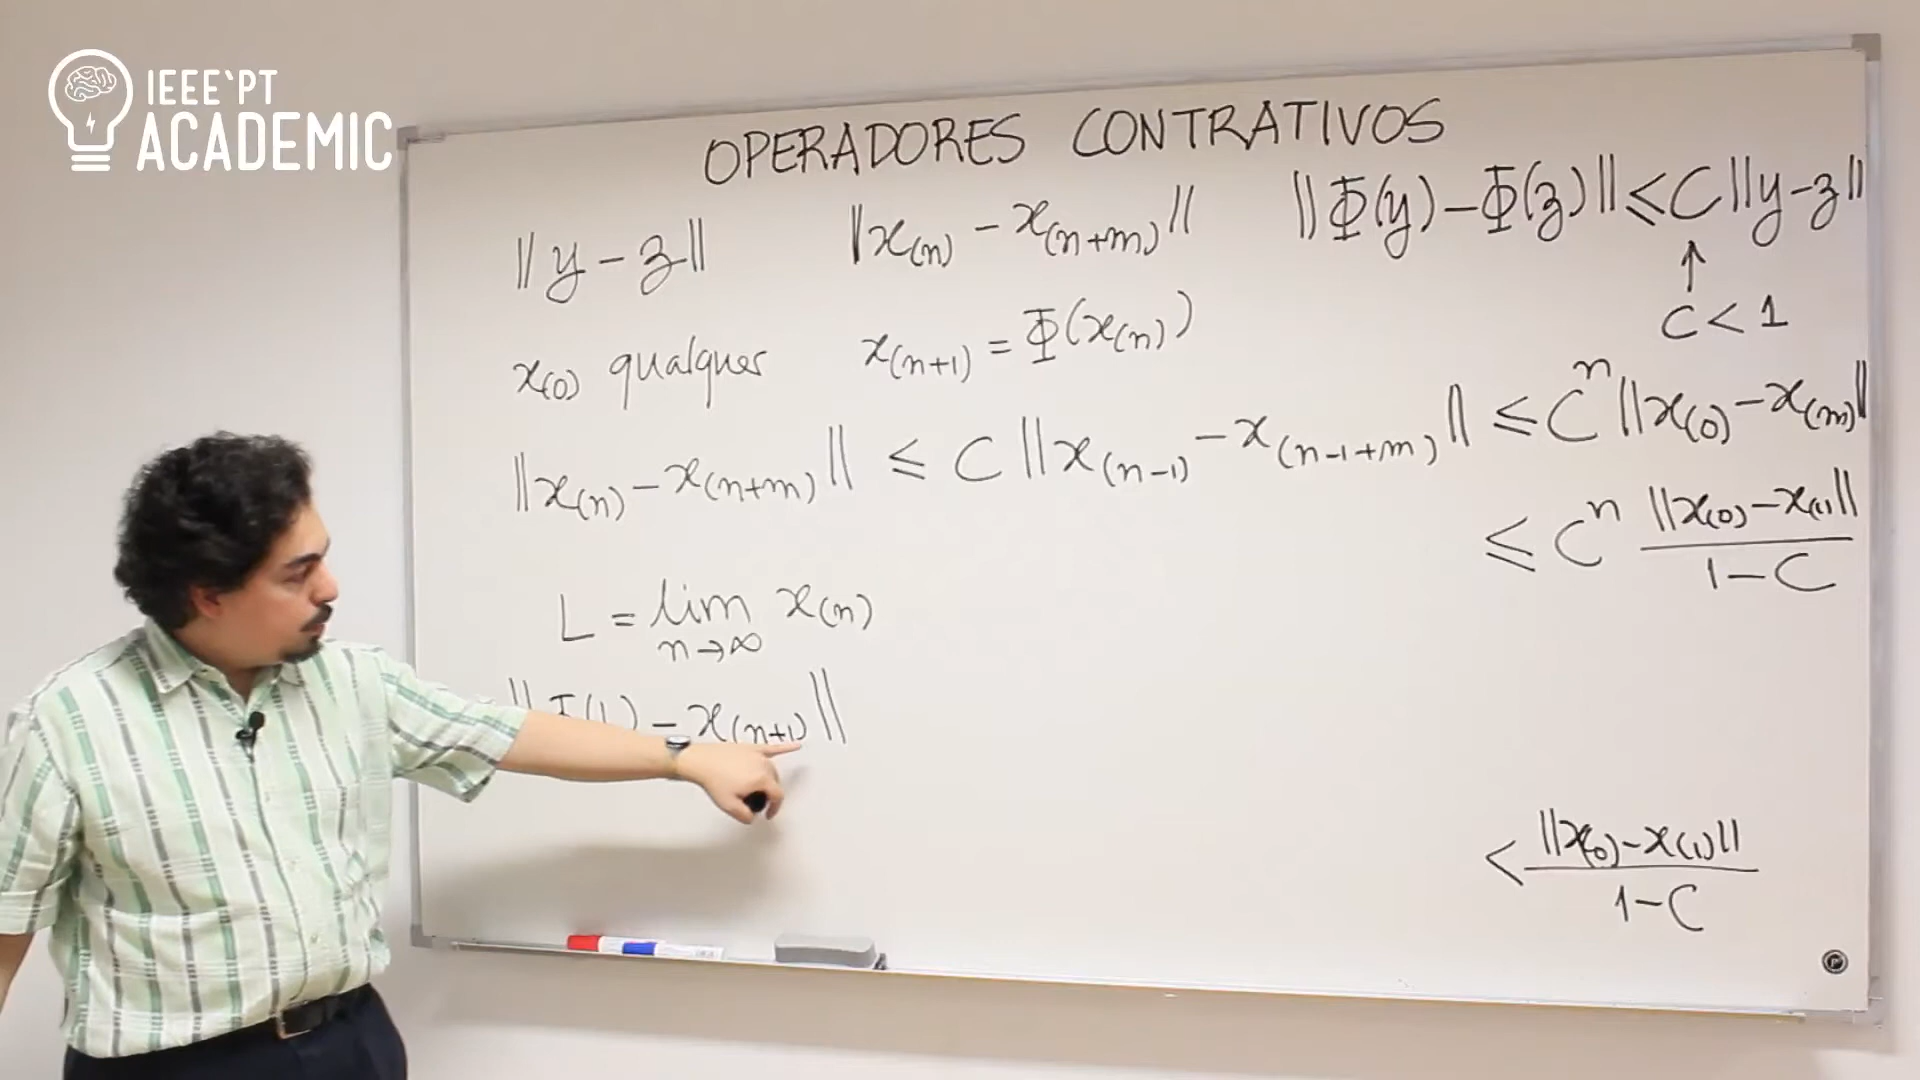 IEEE`PT
ACADEMIC
OPERADORES CONTRATIVOS
||y-z|| ||x(n) - x(n+m)|| ||Φ(y)-Φ(z)|| ≤ C||y-z||
↑
C < 1
x(0) qualquer x(n+1) = Φ(x(n))
||x(n) - x(n+m)|| ≤ C ||x(n-1) - x(n-1+m)|| ≤ C^n ||x(0) - x(m)||
≤ C^n ||x(0) - x(1)|| / 1-C
L = lim n→∞ x(n)
||Φ(L) - x(n+1)||
< ||x(0) - x(1)|| / 1-C